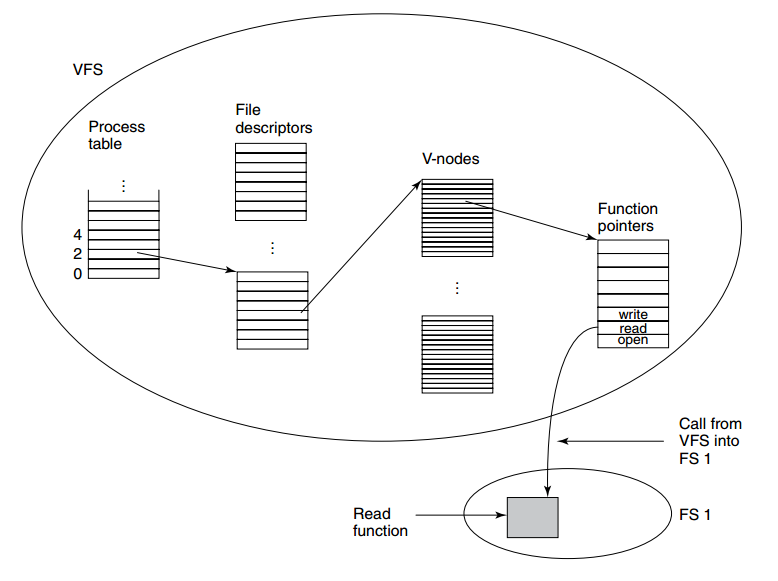 VFS
Process
table
⋮
4
2
0
File
descriptors
⋮
V-nodes
⋮
Function
pointers
write
read
open
Call from
VFS into
FS 1
Read
function
FS 1